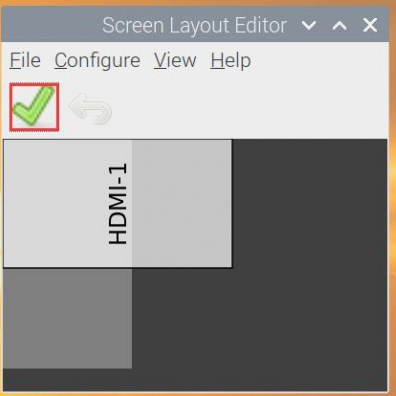 Screen Layout Editor
File Configure View Help
HDMI-1